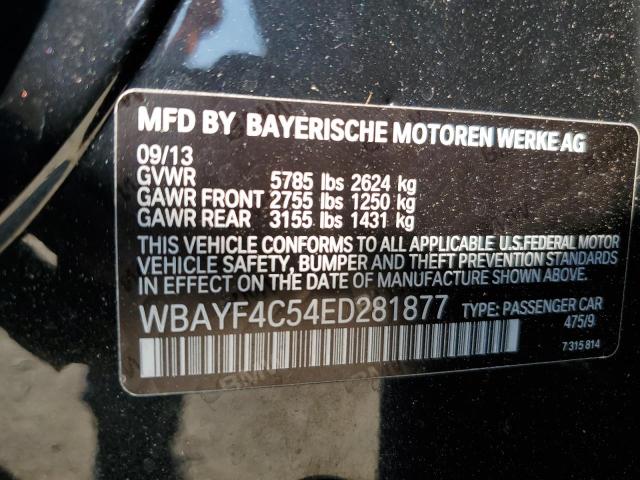 MFD BY BAYERISCHE MOTOREN WERKE AG
09/13
GVWR 5785 lbs 2624 kg
GAWR FRONT 2755 lbs 1250 kg
GAWR REAR 3155 lbs 1431 kg
THIS VEHICLE CONFORMS TO ALL APPLICABLE U.S.FEDERAL MOTOR
VEHICLE SAFETY, BUMPER AND THEFT PREVENTION STANDARDS
IN EFFECT ON THE DATE OF MANUFACTURE SHOWN ABOVE.
WBAYF4C54ED281877 TYPE: PASSENGER CAR
475/9
7 315 814